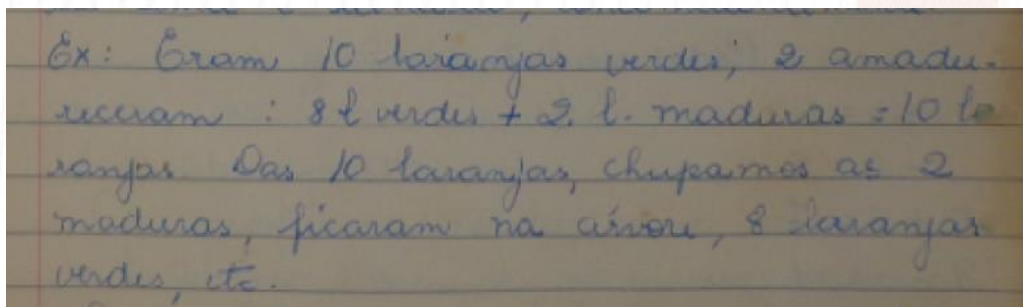 Ex: Eram 10 laranjas verdes; 2 amadu-
receram : 8 l verdes + 2. l. maduras = 10 la
ranjas. Das 10 laranjas, chupamos as 2
maduras, ficaram na árvore, 8 laranjas
verdes, etc.